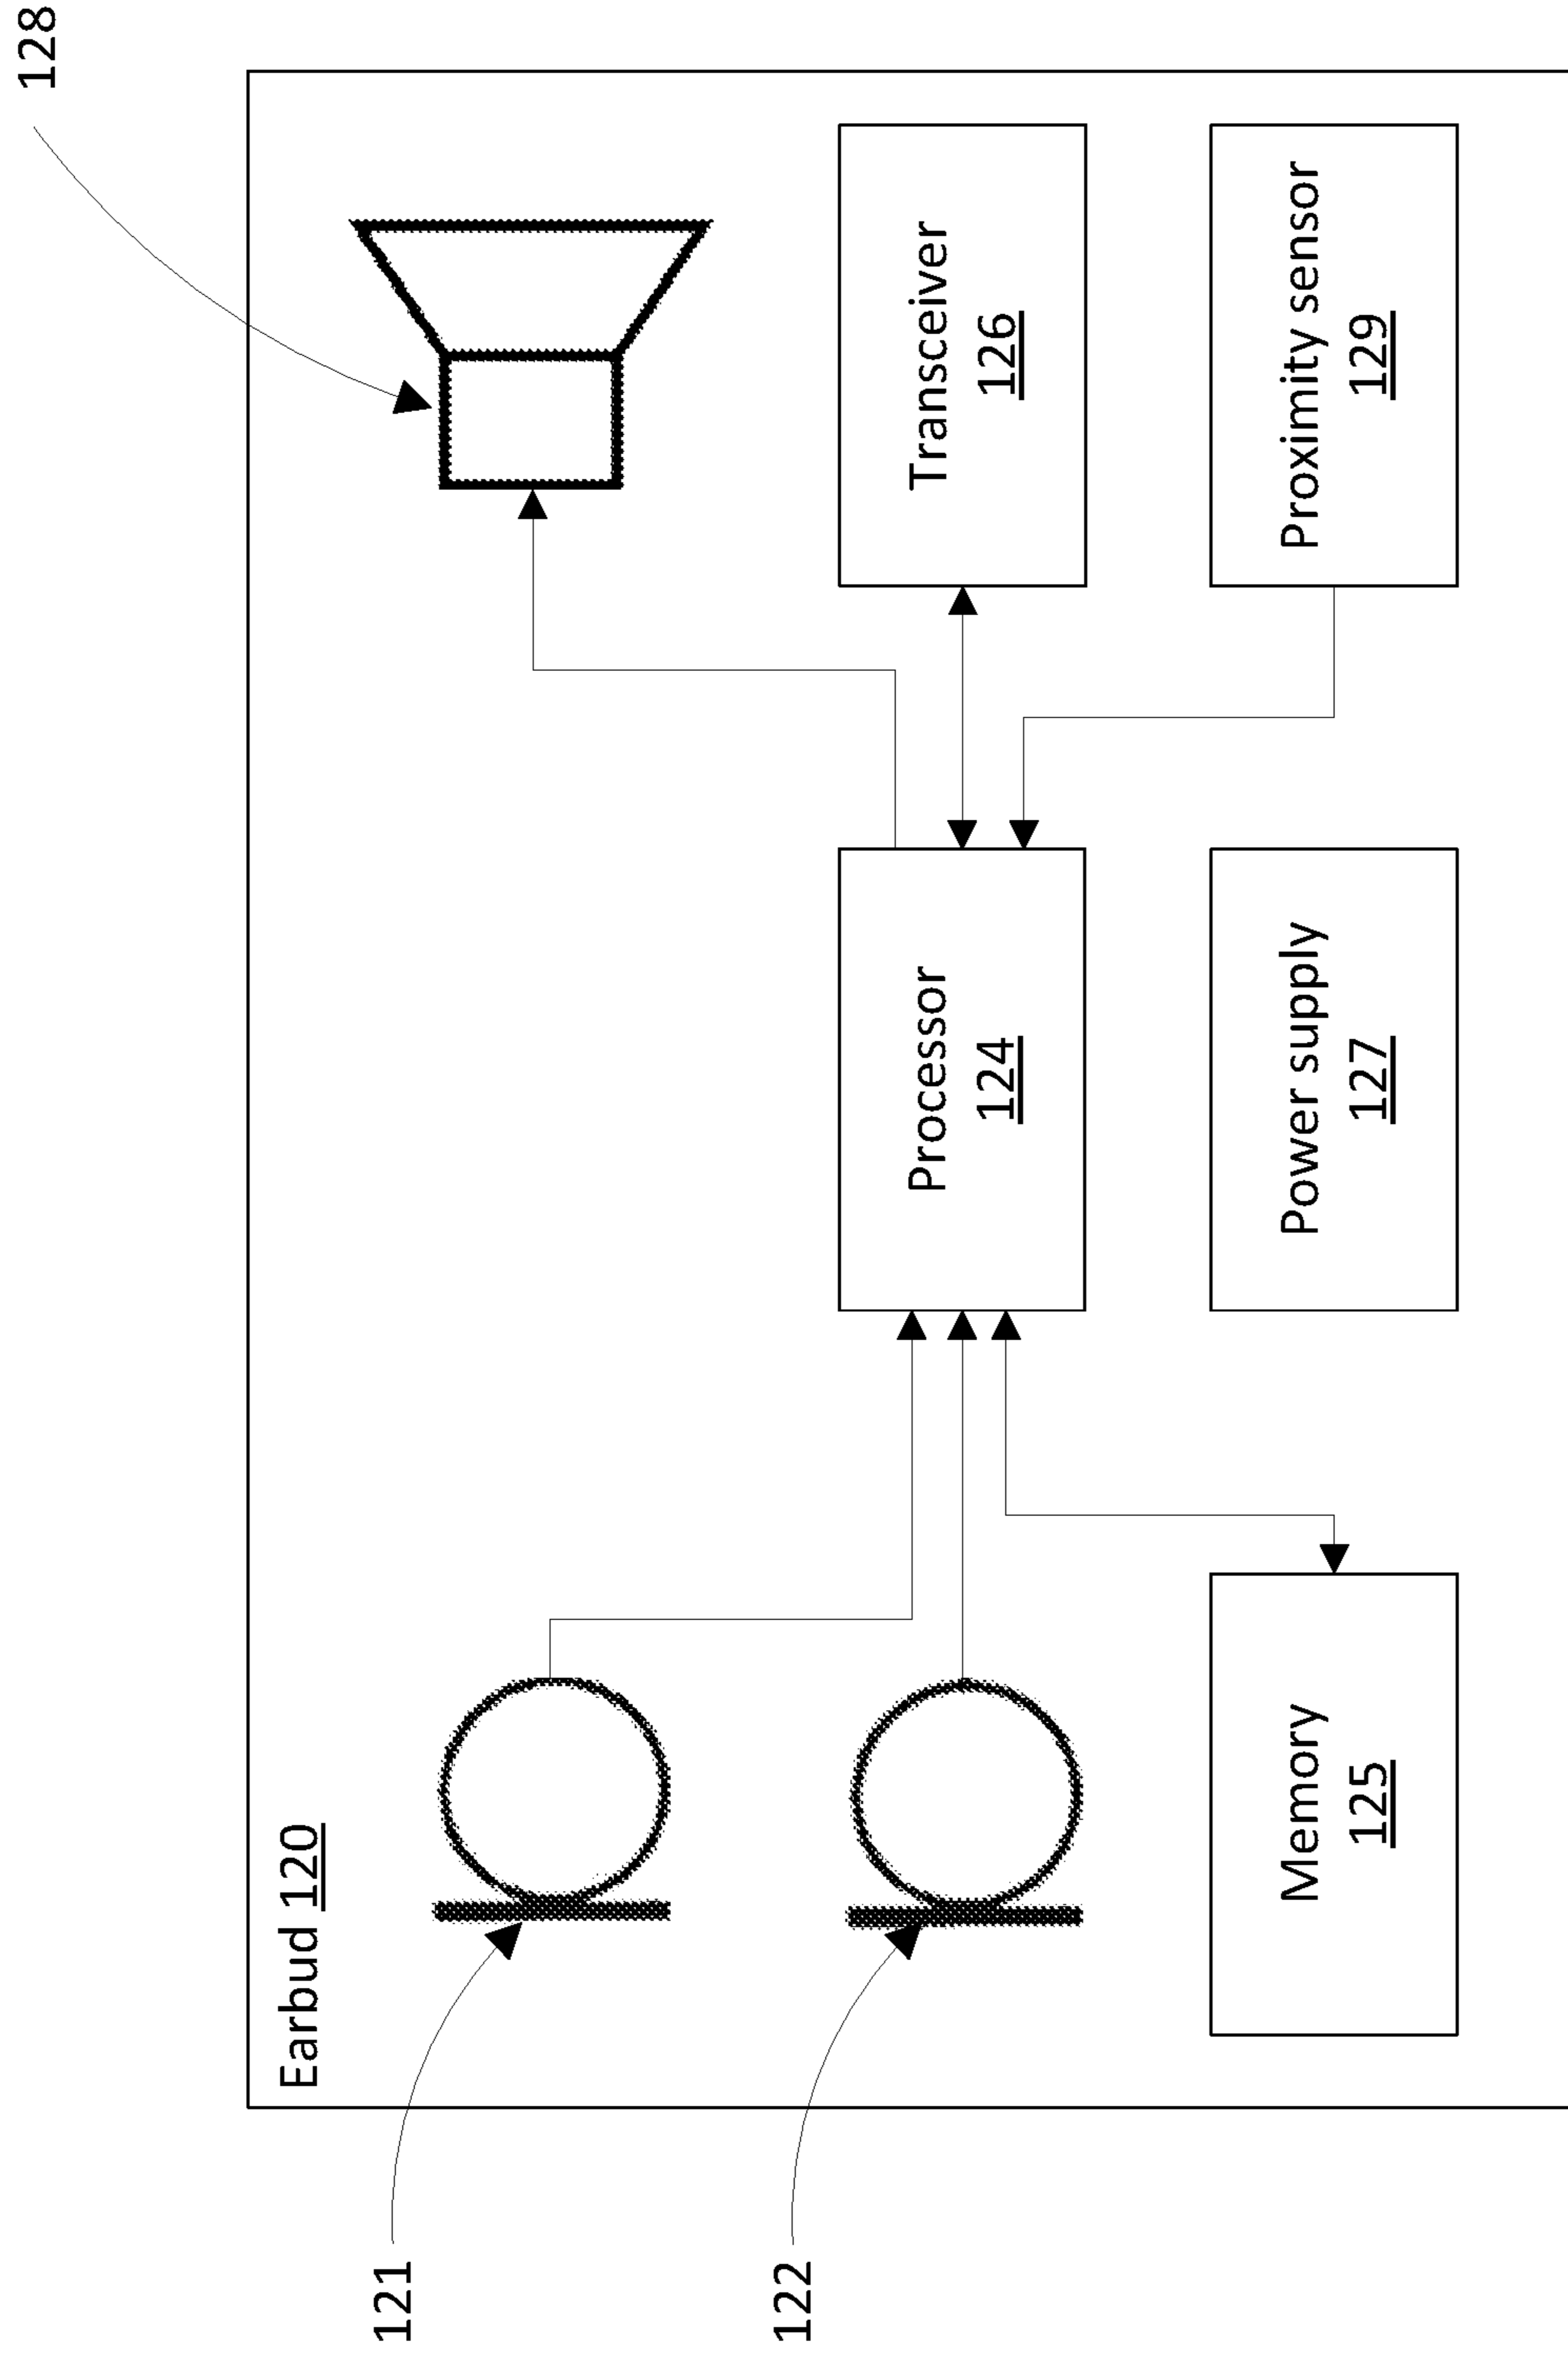 128
Earbud 120
121
122
Processor
124
Transceiver
126
Memory
125
Power supply
127
Proximity sensor
129